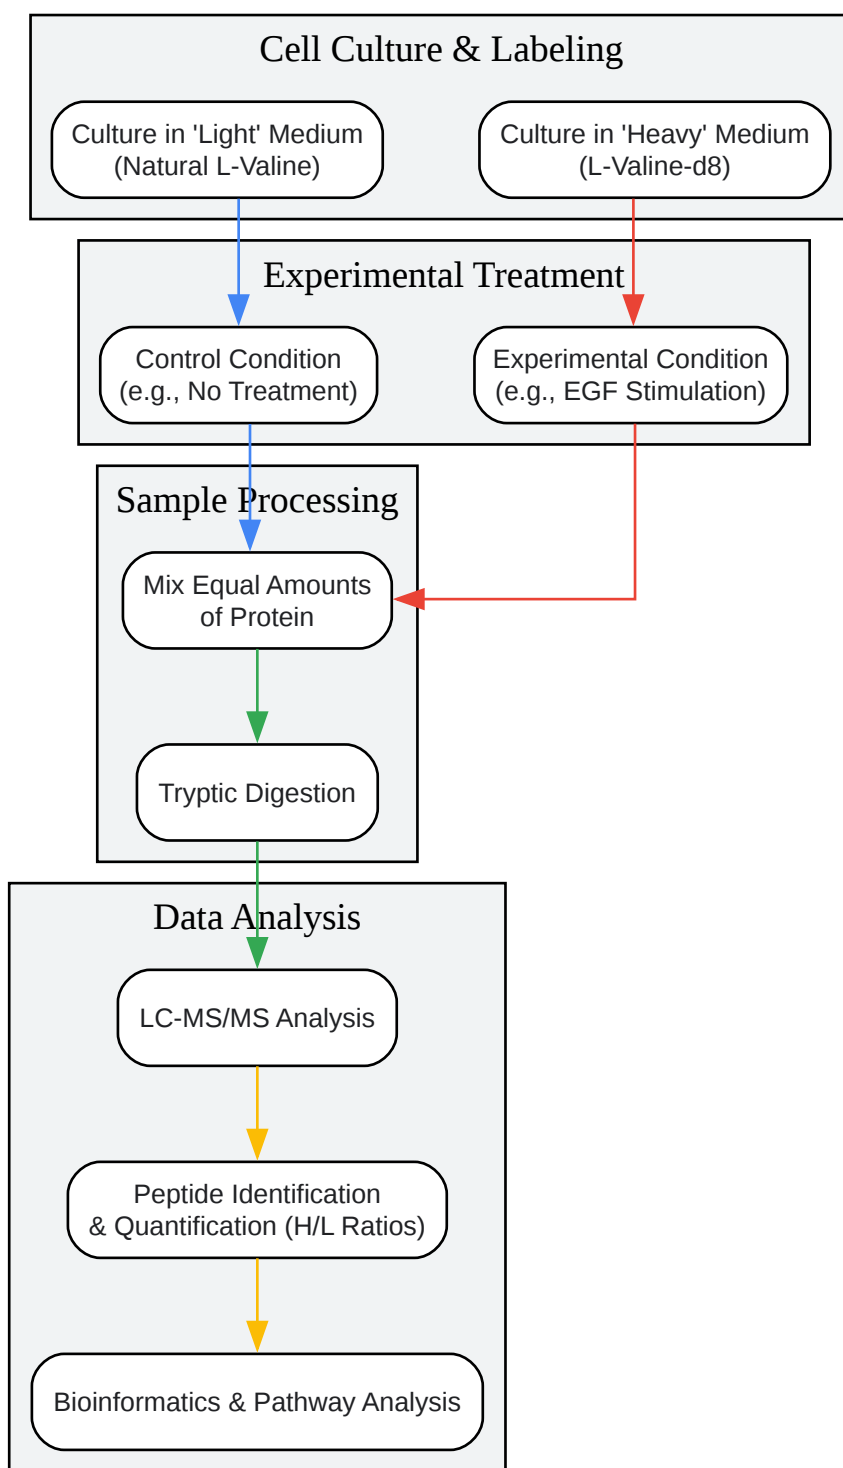 Cell Culture & Labeling
Culture in 'Light' Medium
(Natural L-Valine)
Culture in 'Heavy' Medium
(L-Valine-d8)
Experimental Treatment
Control Condition
(e.g., No Treatment)
Experimental Condition
(e.g., EGF Stimulation)
Sample Processing
Mix Equal Amounts
of Protein
Tryptic Digestion
Data Analysis
LC-MS/MS Analysis
Peptide Identification
& Quantification (H/L Ratios)
Bioinformatics & Pathway Analysis